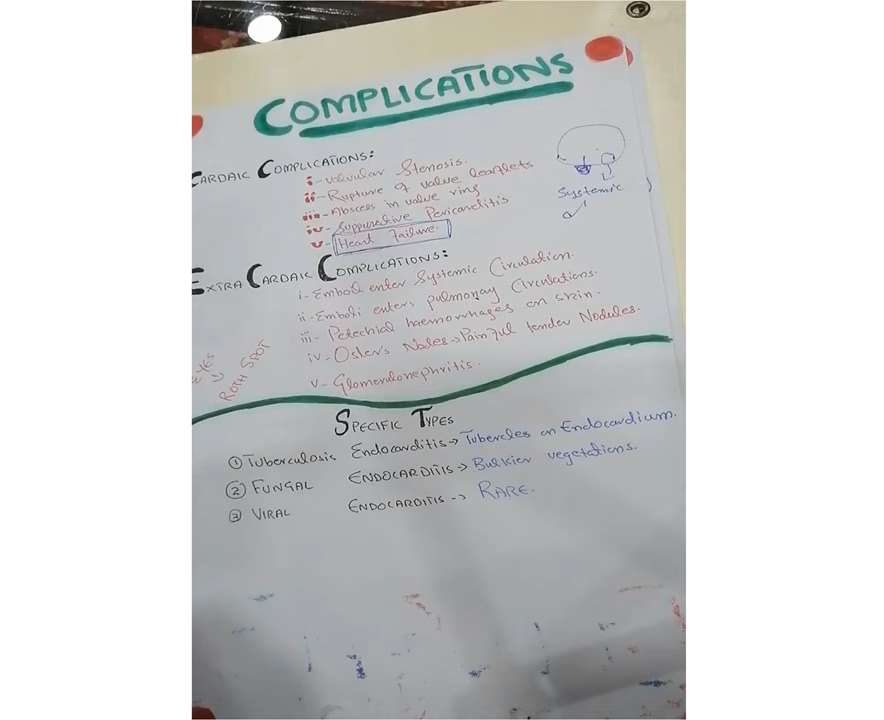 COMPLICATIONS
CARDAIC COMPLICATIONS:
i- valvular Stenosis.
ii- Rupture of valve leaflets
iii- Abscess in valve ring
iv- Suppurative Pericarditis
v- Heart Failure.
Systemic
EXTRA CARDAIC COMPLICATIONS:
i- Emboli enter Systemic Circulation.
ii- Emboli enters pulmonary Circulations.
iii- Petechial haemorrhages on skin.
iv- Osler's Nodes → Painful tender Nodules.
v- Glomerulonephritis.
EYES
ROTH SPOT
SPECIFIC TYPES
① Tuberculosis Endocarditis → Tubercles on Endocardium.
② FUNGAL ENDOCARDITIS → Bulkier vegetations.
③ VIRAL ENDOCARDITIS → RARE.